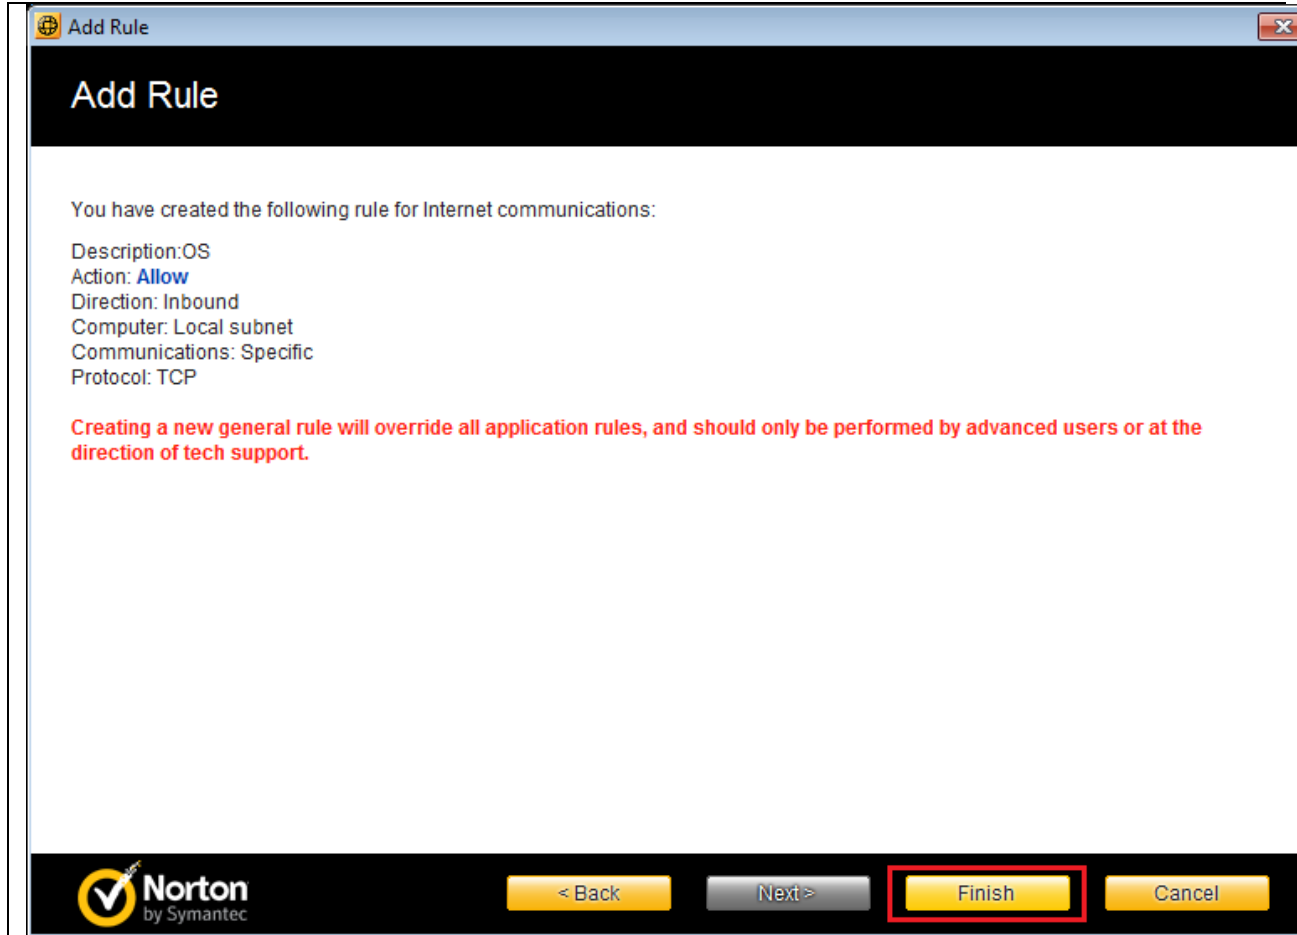 Add Rule
Add Rule
You have created the following rule for Internet communications:
Description:OS
Action: Allow
Direction: Inbound
Computer: Local subnet
Communications: Specific
Protocol: TCP
Creating a new general rule will override all application rules, and should only be performed by advanced users or at the
direction of tech support.
Norton
by Symantec
< Back
Next >
Finish
Cancel